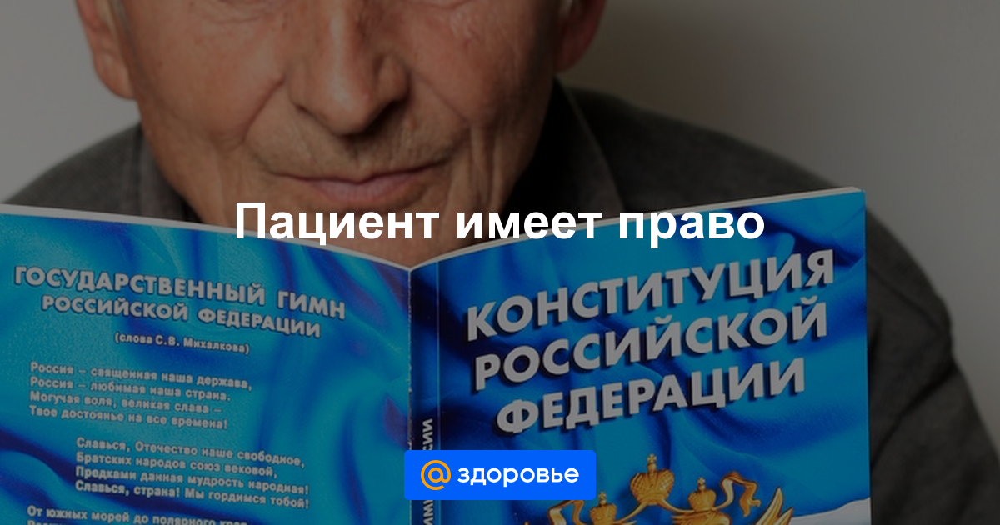 Пациент имеет право
ГОСУДАРСТВЕННЫЙ ГИМН
РОССИЙСКОЙ ФЕДЕРАЦИИ
(слова С.В. Михалкова)
Россия – священная наша держава,
Россия – любимая наша страна.
Могучая воля, великая слава –
Твое достоянье на все времена!
Славься, Отечество наше свободное,
Братских народов союз вековой,
Предками данная мудрость народная!
Славься, страна! Мы гордимся тобой!
От южных морей до полярного края
КОНСТИТУЦИЯ
РОССИЙСКОЙ
ФЕДЕРАЦИИ
@ здоровье